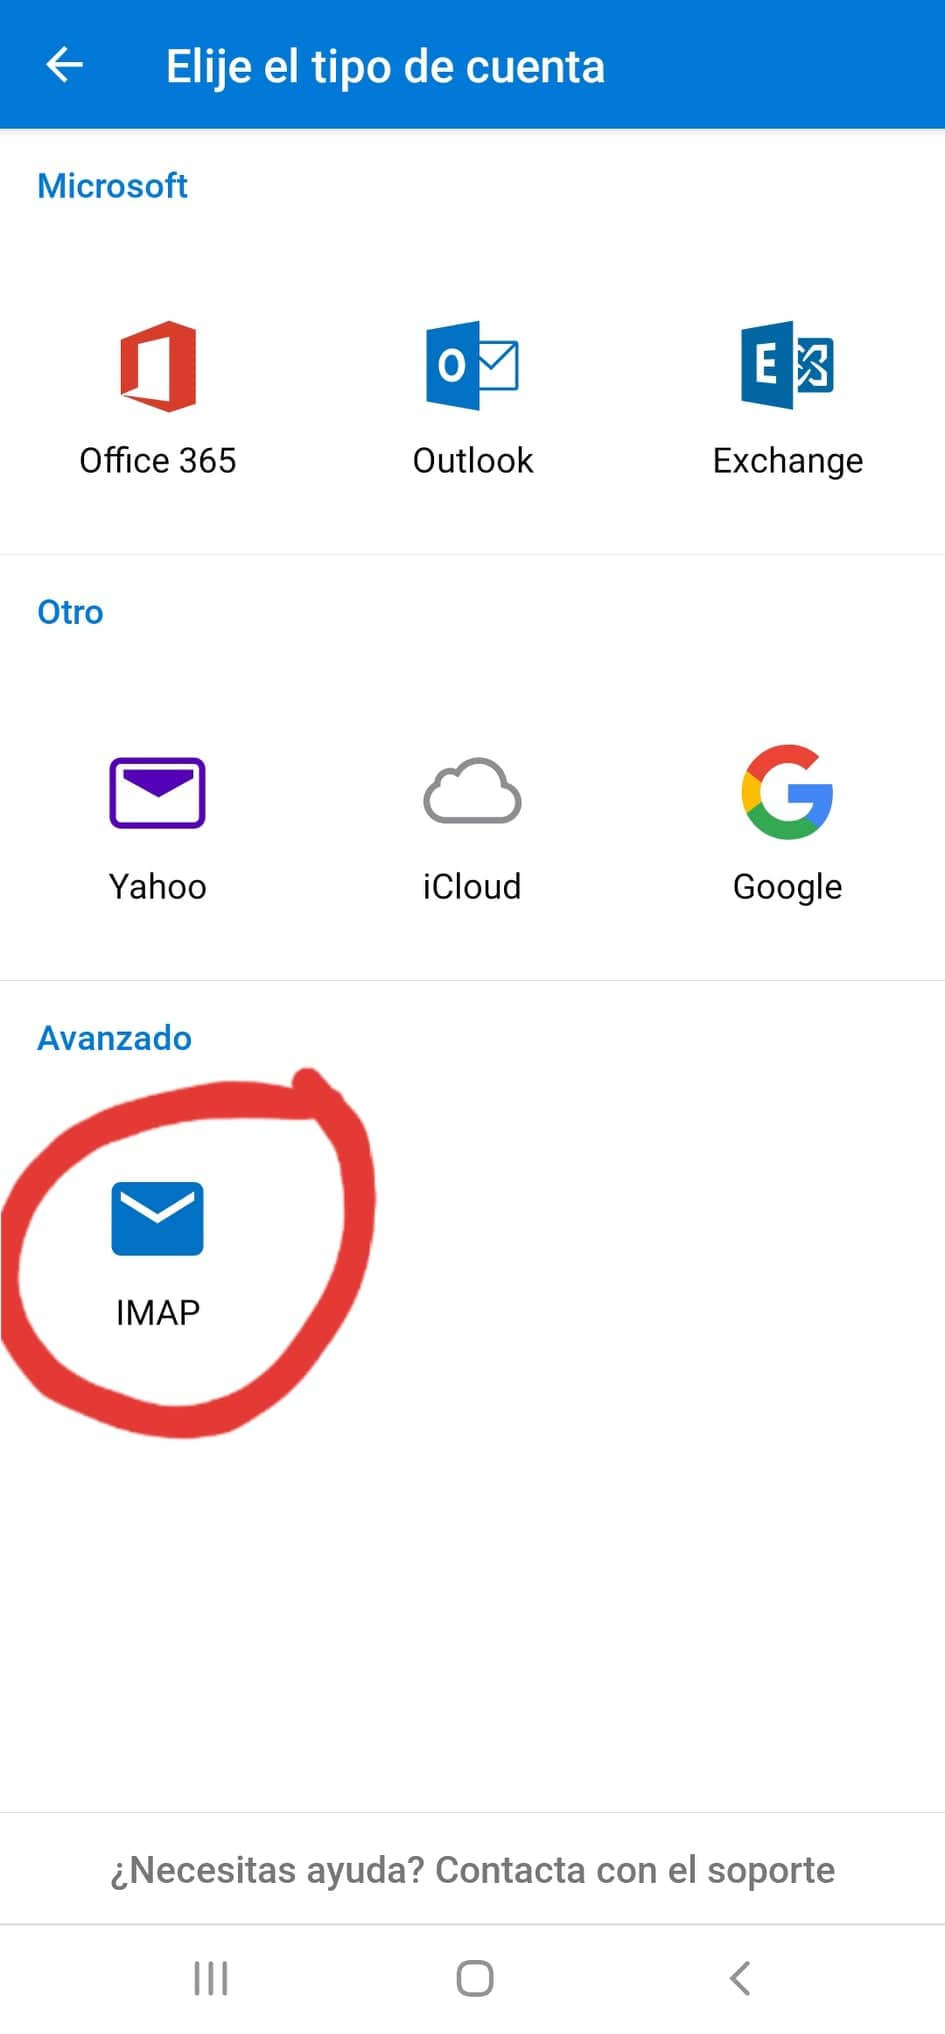 Elije el tipo de cuenta
Microsoft
Office 365
Outlook
Exchange
Otro
Yahoo
iCloud
Google
Avanzado
IMAP
¿Necesitas ayuda? Contacta con el soporte